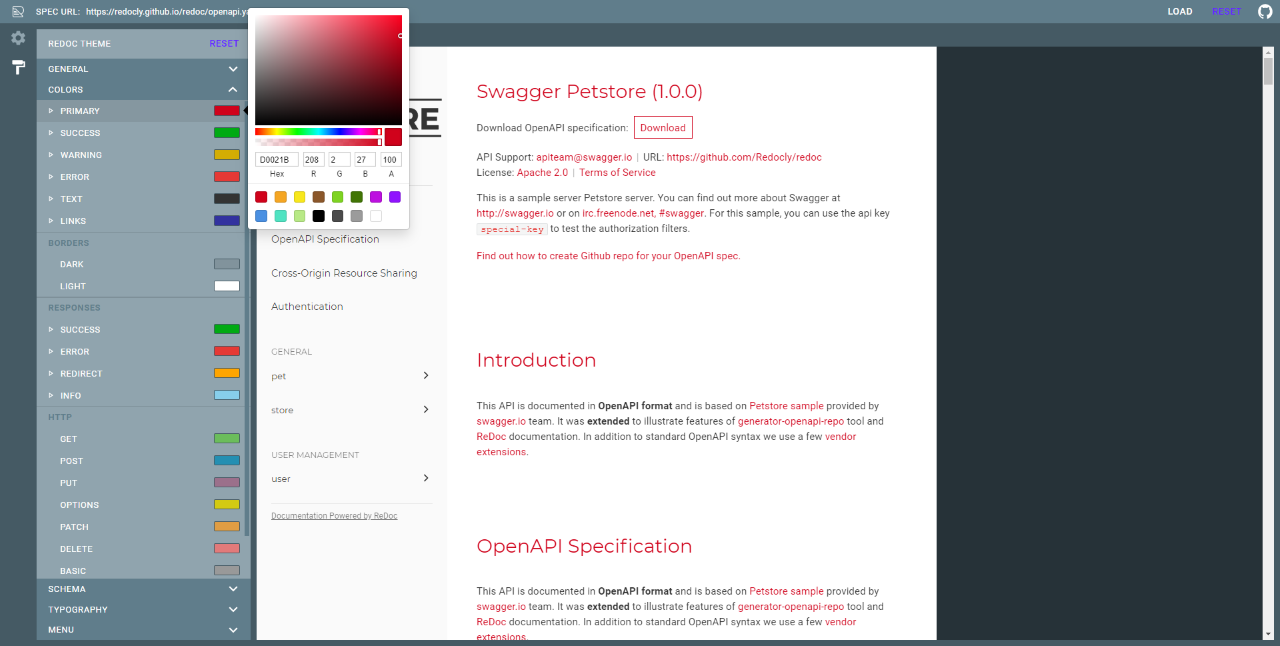 SPEC URL: https://redocly.github.io/redoc/openapi.ya
LOAD
RESET
REDOC THEME
RESET
GENERAL
COLORS
PRIMARY
SUCCESS
WARNING
ERROR
TEXT
LINKS
BORDERS
DARK
LIGHT
RESPONSES
SUCCESS
ERROR
REDIRECT
INFO
HTTP
GET
POST
PUT
OPTIONS
PATCH
DELETE
BASIC
SCHEMA
TYPOGRAPHY
MENU
D0021B 208 2 27 100
Hex R G B A
RE
OpenAPI Specification
Cross-Origin Resource Sharing
Authentication
GENERAL
pet
store
USER MANAGEMENT
user
Documentation Powered by ReDoc
Swagger Petstore (1.0.0)
Download OpenAPI specification: Download
API Support: apiteam@swagger.io | URL: https://github.com/Redocly/redoc
License: Apache 2.0 | Terms of Service
This is a sample server Petstore server. You can find out more about Swagger at
http://swagger.io or on irc.freenode.net, #swagger. For this sample, you can use the api key
special-key to test the authorization filters.
Find out how to create Github repo for your OpenAPI spec.
Introduction
This API is documented in OpenAPI format and is based on Petstore sample provided by
swagger.io team. It was extended to illustrate features of generator-openapi-repo tool and
ReDoc documentation. In addition to standard OpenAPI syntax we use a few vendor
extensions.
OpenAPI Specification
This API is documented in OpenAPI format and is based on Petstore sample provided by
swagger.io team. It was extended to illustrate features of generator-openapi-repo tool and
ReDoc documentation. In addition to standard OpenAPI syntax we use a few vendor
extensions.